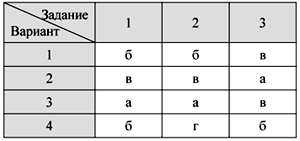 Задание
Вариант 1 2 3
1 б б в
2 в в а
3 а а в
4 б г б